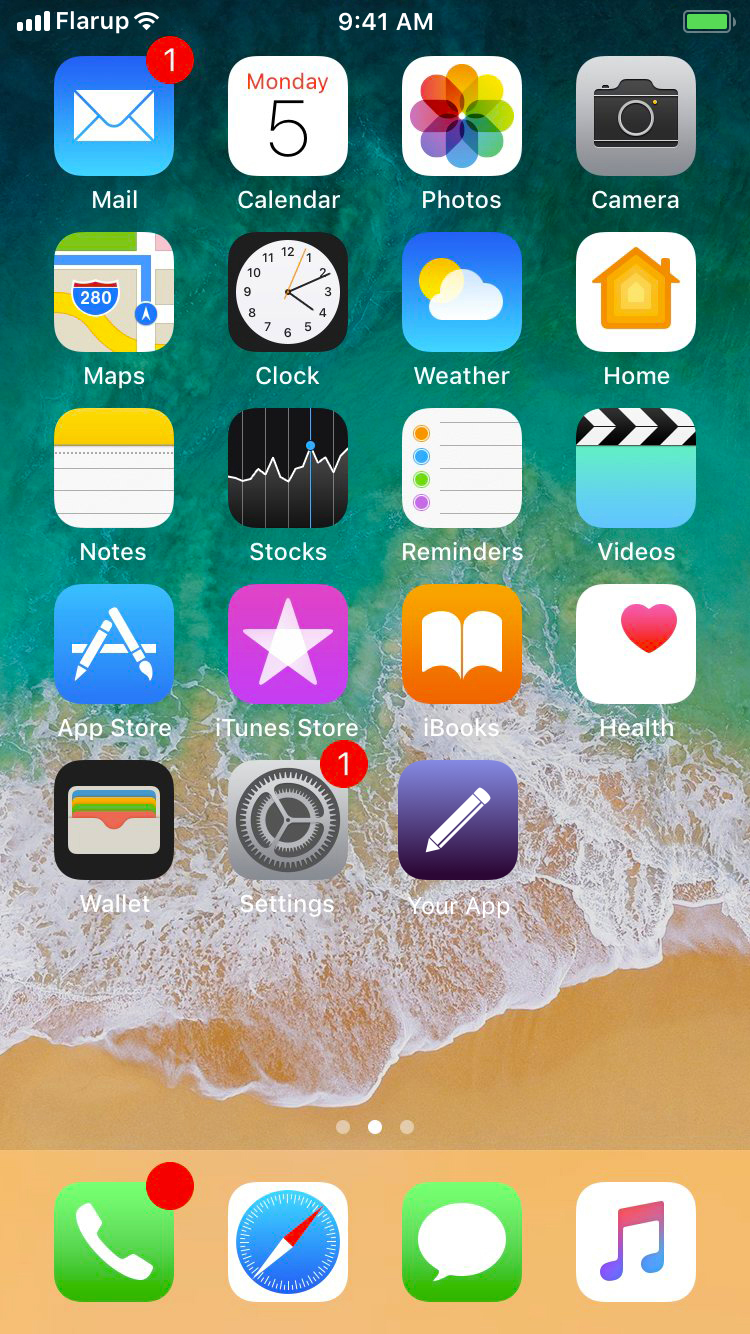 Flarup 9:41 AM
1
Monday
5
Mail Calendar Photos Camera
280
12 1 2 3 4 5 6 7 8 9 10 11
Maps Clock Weather Home
Notes Stocks Reminders Videos
App Store iTunes Store iBooks Health
1
Wallet Settings Your App